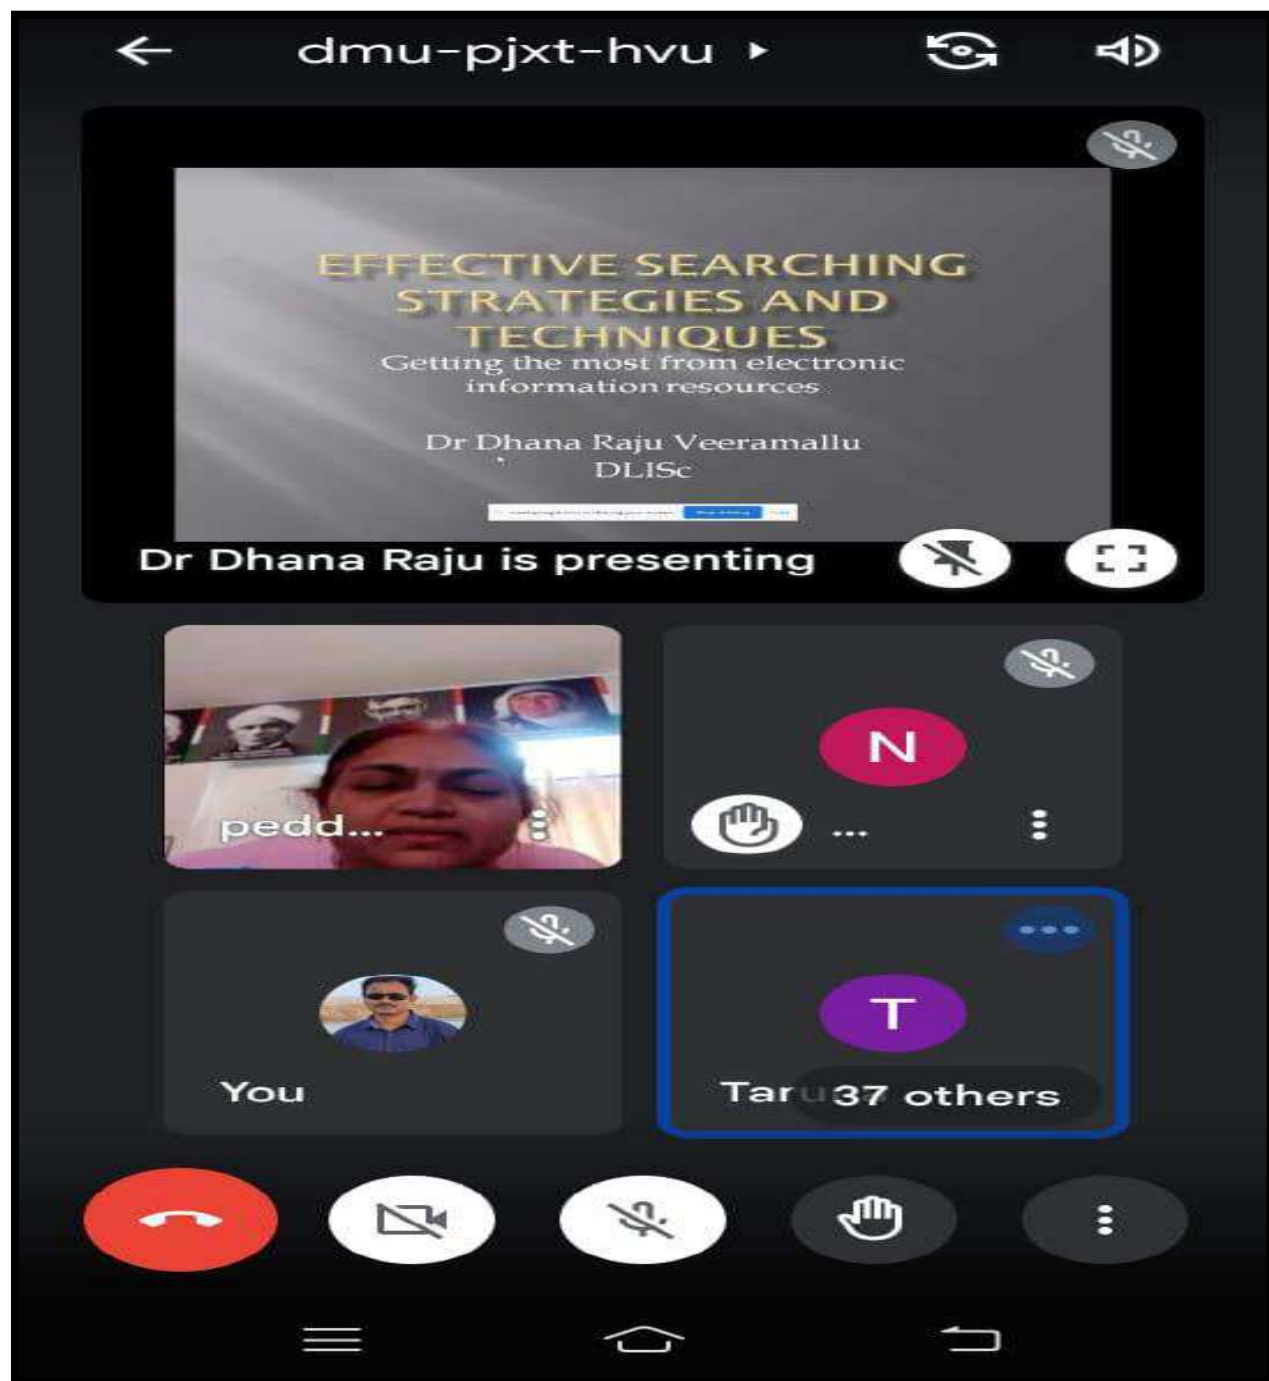 dmu-pjxt-hvu
EFFECTIVE SEARCHING
STRATEGIES AND
TECHNIQUES
Getting the most from electronic
information resources
Dr Dhana Raju Veeramallu
DLISc
Dr Dhana Raju is presenting
pedd...
N
...
You
T
Tar
37 others